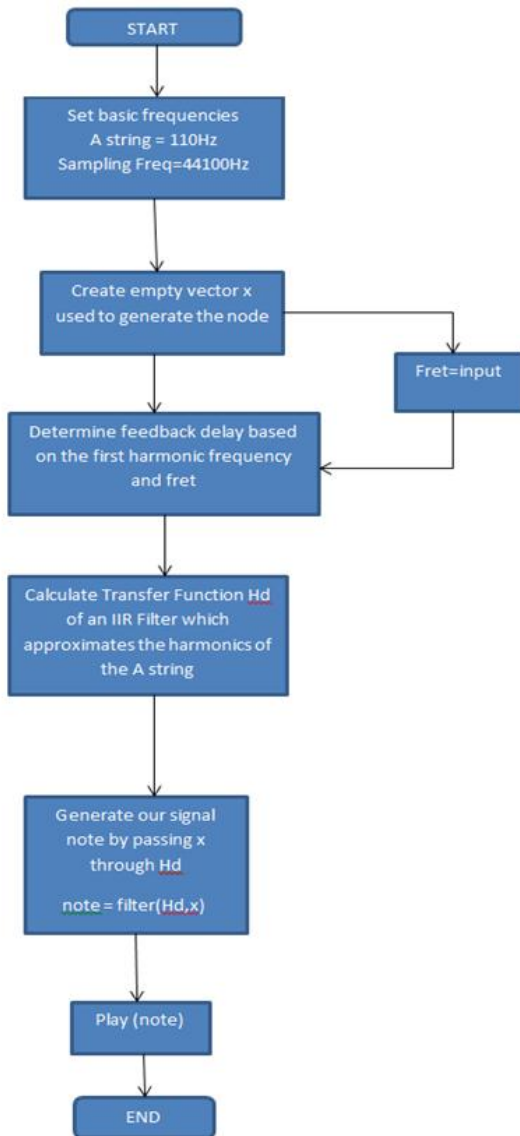 START
Set basic frequencies
A string = 110Hz
Sampling Freq=44100Hz
Create empty vector x
used to generate the node
Fret=input
Determine feedback delay based
on the first harmonic frequency
and fret
Calculate Transfer Function Hd
of an IIR Filter which
approximates the harmonics of
the A string
Generate our signal
note by passing x
through Hd
note = filter(Hd,x)
Play (note)
END